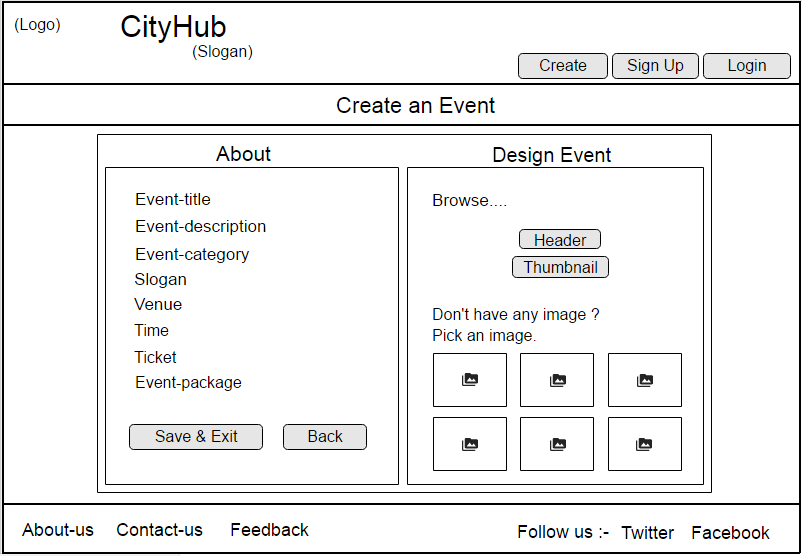 (Logo)
CityHub
(Slogan)
Create
Sign Up
Login
Create an Event
About
Event-title
Event-description
Event-category
Slogan
Venue
Time
Ticket
Event-package
Save & Exit
Back
Design Event
Browse....
Header
Thumbnail
Don't have any image ?
Pick an image.
About-us
Contact-us
Feedback
Follow us :-
Twitter
Facebook